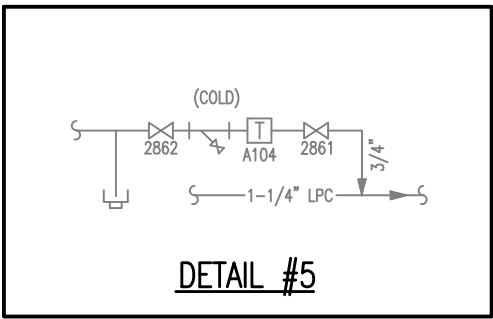 (COLD)
T
2862
A104
2861
3/4"
1-1/4" LPC
DETAIL #5